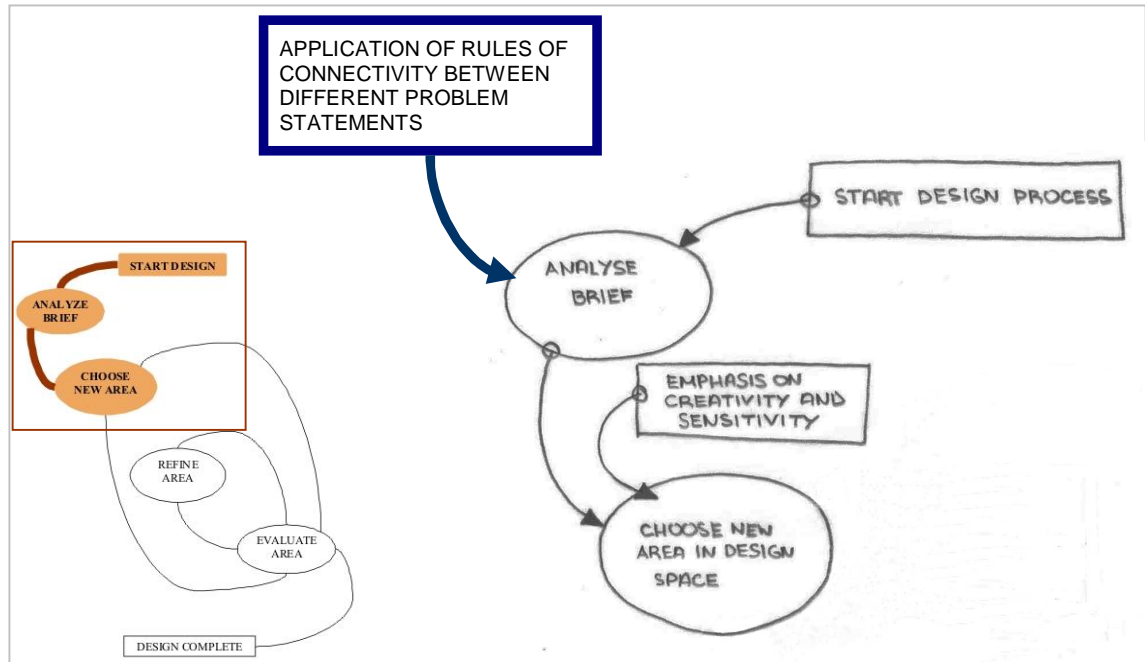 APPLICATION OF RULES OF
CONNECTIVITY BETWEEN
DIFFERENT PROBLEM
STATEMENTS
START DESIGN PROCESS
ANALYSE
BRIEF
EMPHASIS ON
CREATIVITY AND
SENSITIVITY
CHOOSE NEW
AREA IN DESIGN
SPACE
START DESIGN
ANALYZE
BRIEF
CHOOSE
NEW AREA
REFINE
AREA
EVALUATE
AREA
DESIGN COMPLETE